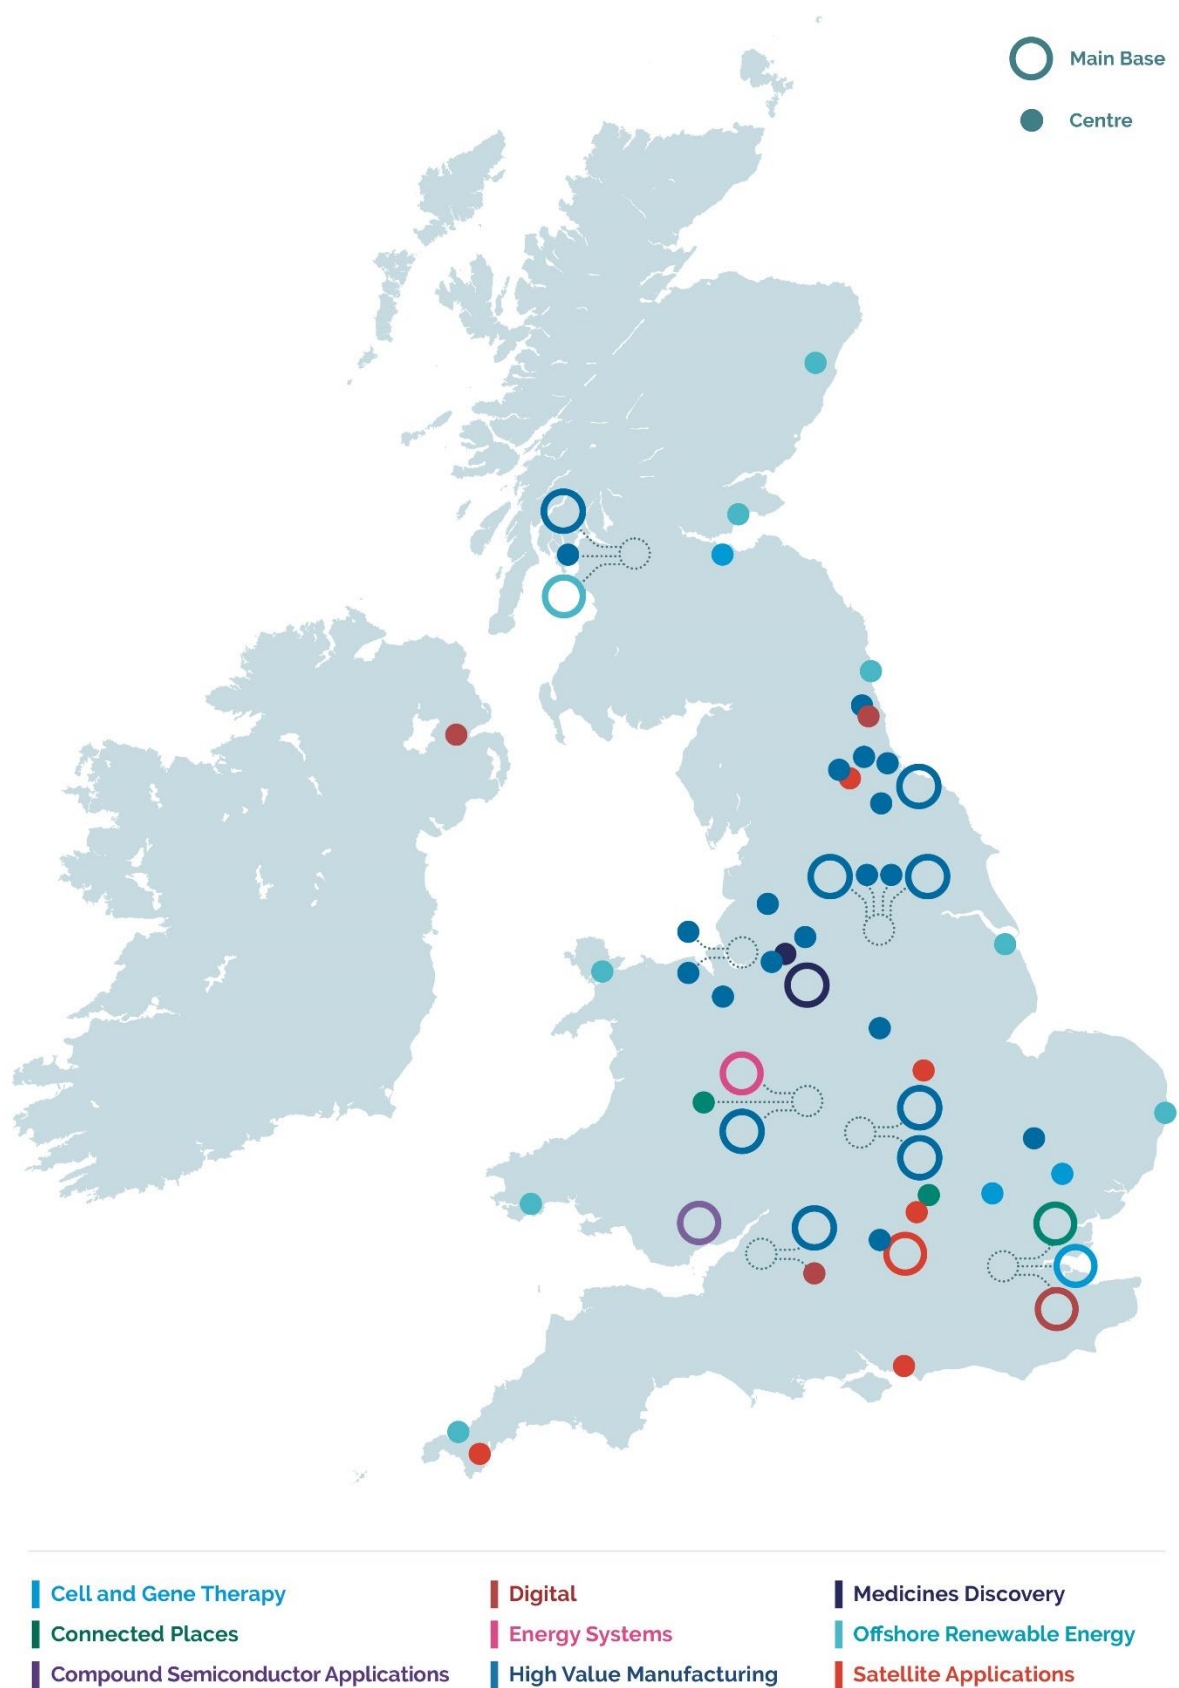 Main Base
Centre
Cell and Gene Therapy
Digital
Medicines Discovery
Connected Places
Energy Systems
Offshore Renewable Energy
Compound Semiconductor Applications
High Value Manufacturing
Satellite Applications